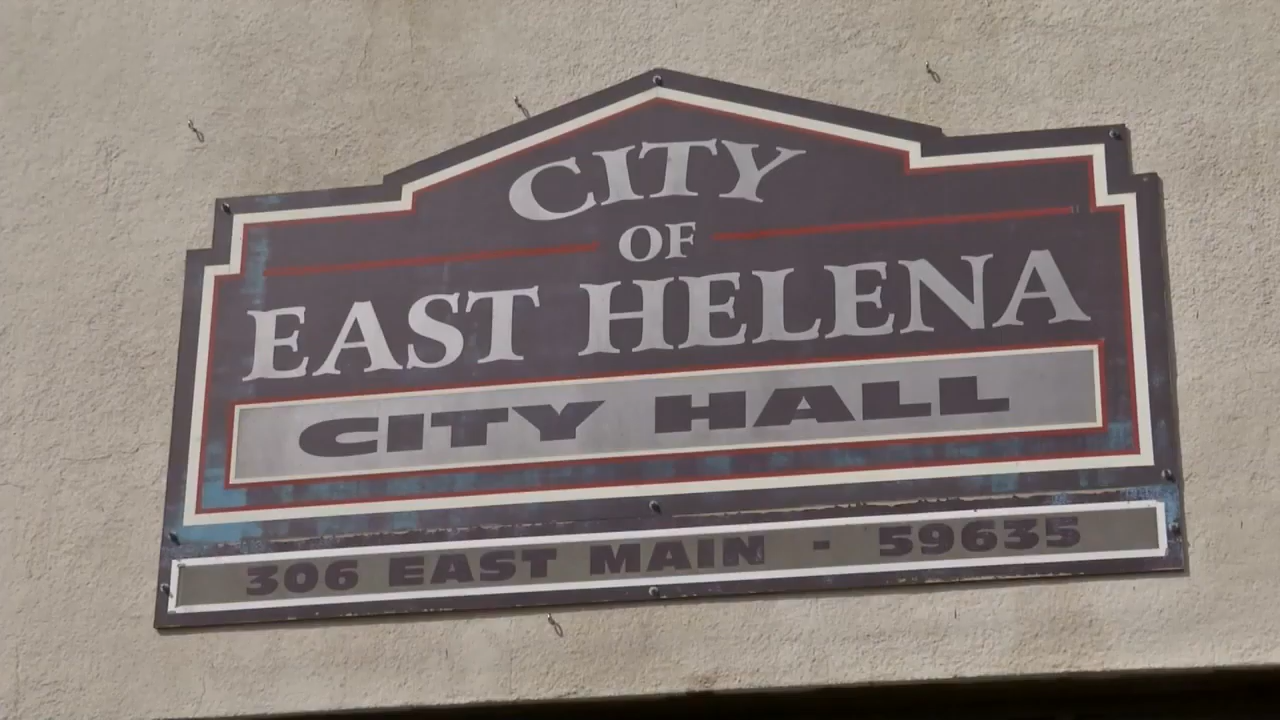 CITY
OF
EAST HELENA
CITY HALL
306 EAST MAIN - 59635